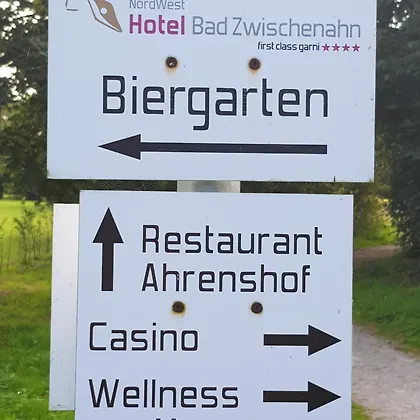 NordWest
Hotel Bad Zwischenahn
first class garni ★★★★
Biergarten
Restaurant
Ahrenshof
Casino
Wellness